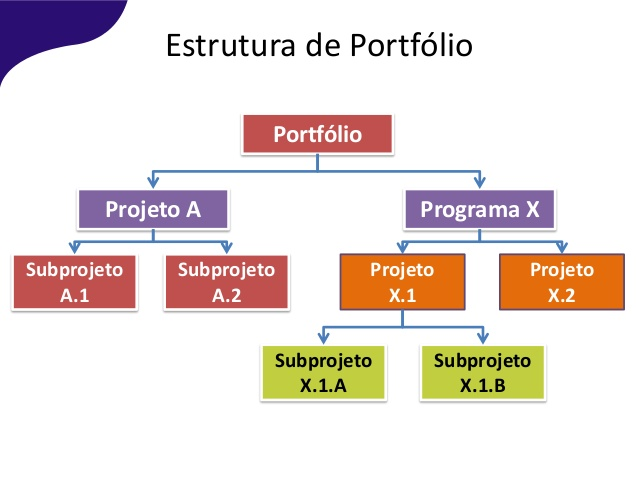 Estrutura de Portfólio
Portfólio
Projeto A
Programa X
Subprojeto
A.1
Subprojeto
A.2
Projeto
X.1
Projeto
X.2
Subprojeto
X.1.A
Subprojeto
X.1.B